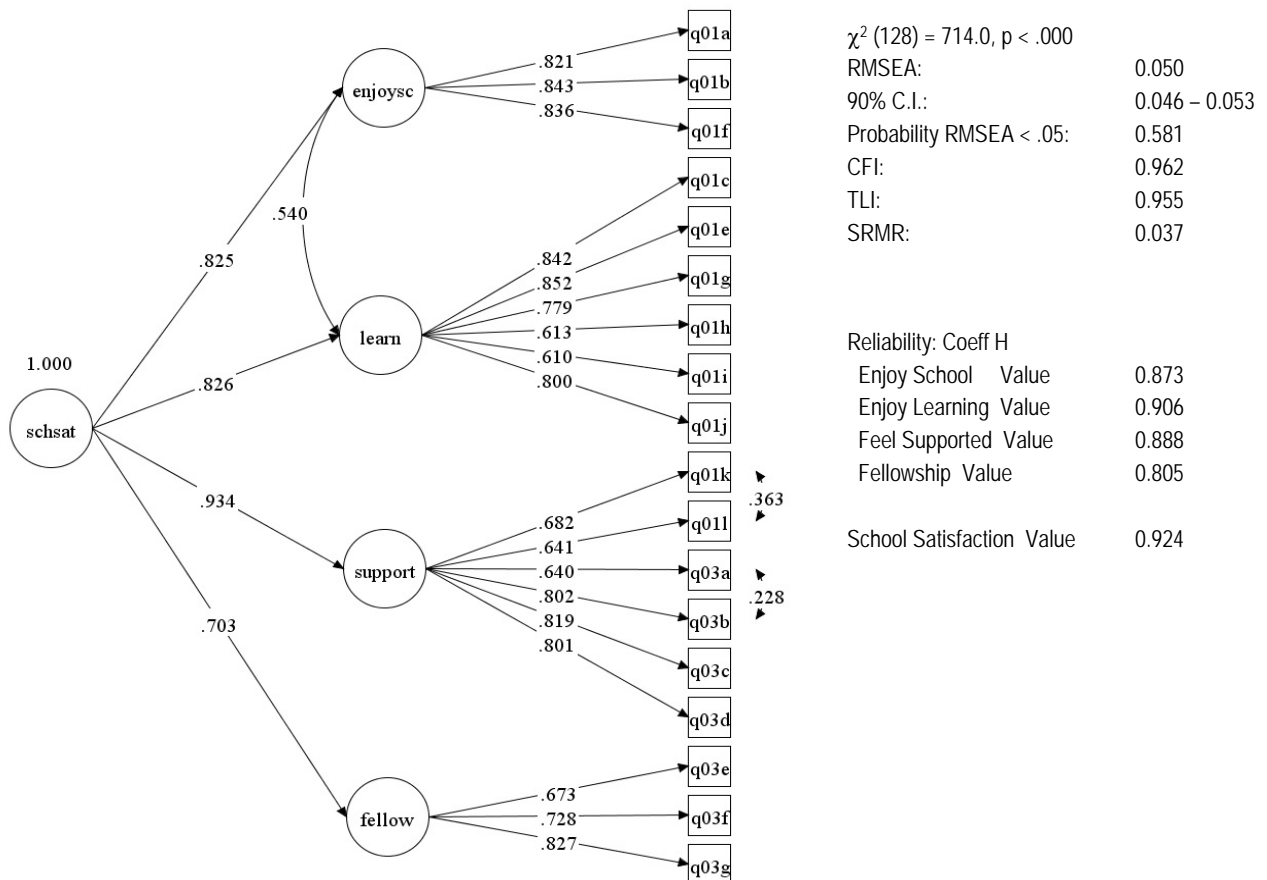 q01a
.821
enjoysc
.843
q01b
.836
q01f
q01c
.540
q01e
.842
.825
.852
q01g
.779
learn
.613
q01h
1.000
.826
.610
q01i
.800
schsat
q01j
q01k
.363
.934
.682
q01l
.641
support
.640
q03a
.802
.228
.819
q03b
.703
.801
q03c
q03d
q03e
.673
fellow
.728
q03f
.827
q03g
χ² (128) = 714.0, p < .000
RMSEA: 0.050
90% C.I.: 0.046 – 0.053
Probability RMSEA < .05: 0.581
CFI: 0.962
TLI: 0.955
SRMR: 0.037
Reliability: Coeff H
Enjoy School Value 0.873
Enjoy Learning Value 0.906
Feel Supported Value 0.888
Fellowship Value 0.805
School Satisfaction Value 0.924